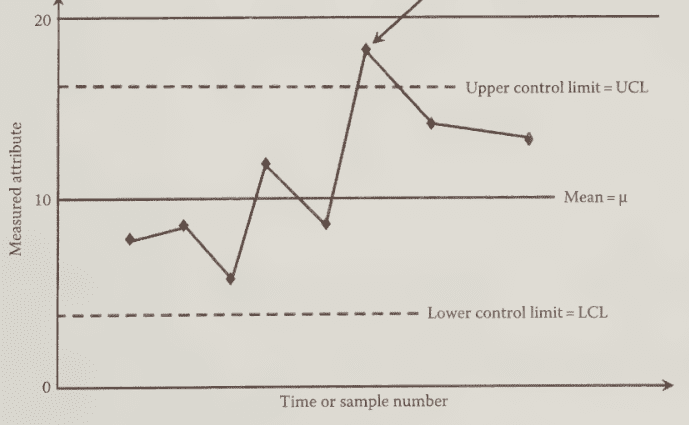 20
Upper control limit = UCL
Measured attribute
10
Mean = μ
Lower control limit = LCL
0
Time or sample number